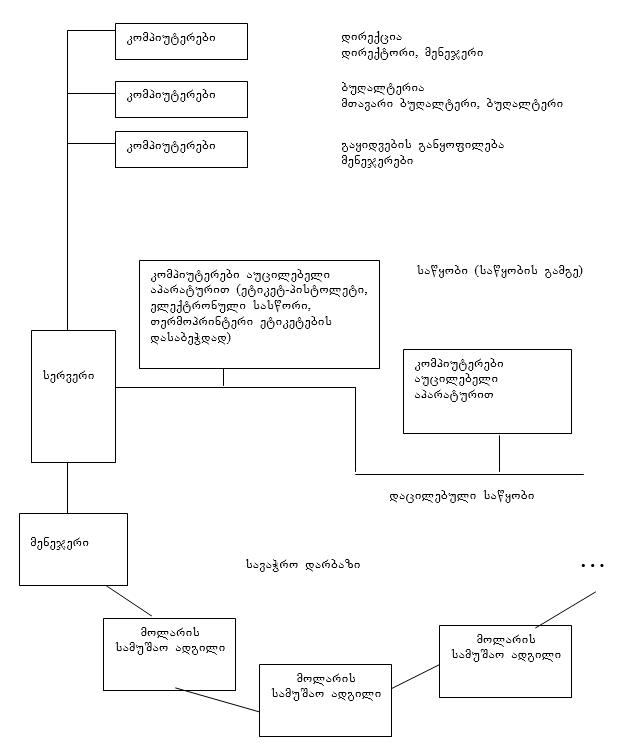 კომპიუტერები
დირექცია
დირექტორი, მენეჯერი
კომპიუტერები
ბუღალტერია
მთავარი ბუღალტერი, ბუღალტერი
კომპიუტერები
გაყიდვების განყოფილება
მენეჯერები
კომპიუტერები აუცილებელი
აპარატურით (ეტიკეტ-პისტოლეტი,
ელექტრონული სასწორი,
თერმოპრინტერი ეტიკეტების
დასაბეჭდად)
საწყობი (საწყობის გამგე)
სერვერი
კომპიუტერები
აუცილებელი
აპარატურით
დაცილებული საწყობი
მენეჯერი
სავაჭრო დარბაზი
...
მოლარის
სამუშაო ადგილი
მოლარის
სამუშაო ადგილი
მოლარის
სამუშაო ადგილი